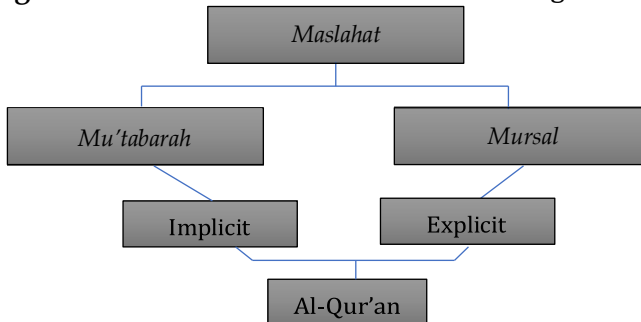 Maslahat
Mu’tabarah
Mursal
Implicit
Explicit
Al-Qur’an